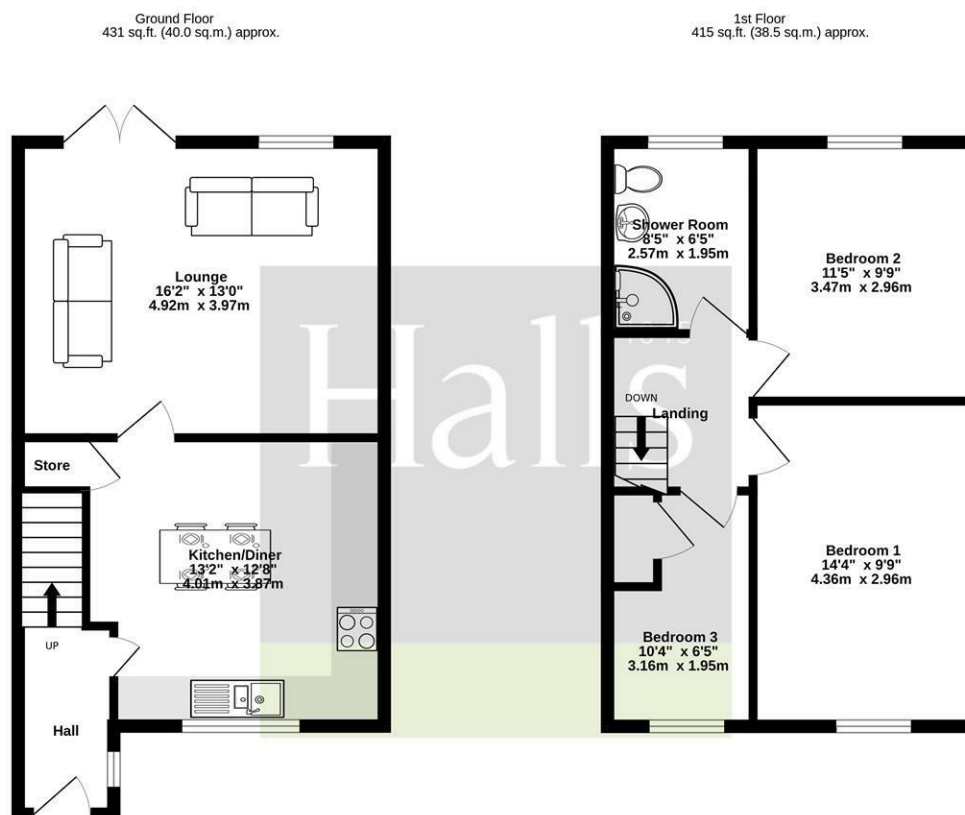 Ground Floor
431 sq.ft. (40.0 sq.m.) approx.
1st Floor
415 sq.ft. (38.5 sq.m.) approx.
Lounge
16'2" x 13'0"
4.92m x 3.97m
Store
Kitchen/Diner
13'2" x 12'8"
4.01m x 3.87m
UP
Hall
Shower Room
8'5" x 6'5"
2.57m x 1.95m
Bedroom 2
11'5" x 9'9"
3.47m x 2.96m
DOWN
Landing
Bedroom 1
14'4" x 9'9"
4.36m x 2.96m
Bedroom 3
10'4" x 6'5"
3.16m x 1.95m
Halls